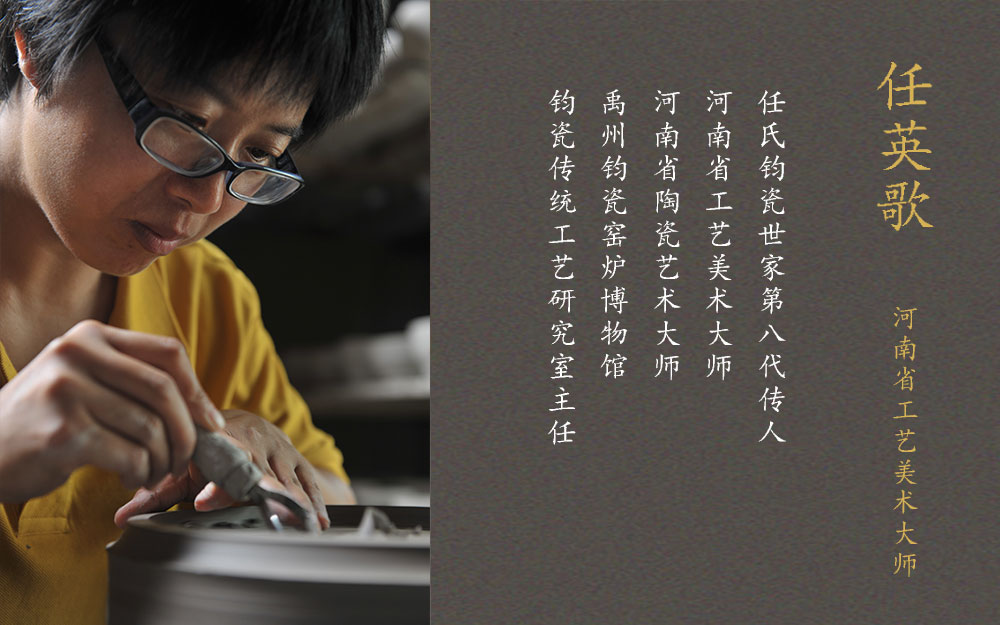 任英歌
河南省工艺美术大师
任氏钧瓷世家第八代传人
河南省工艺美术大师
河南省陶瓷艺术大师
禹州钧瓷窑炉博物馆
钧瓷传统工艺研究室主任